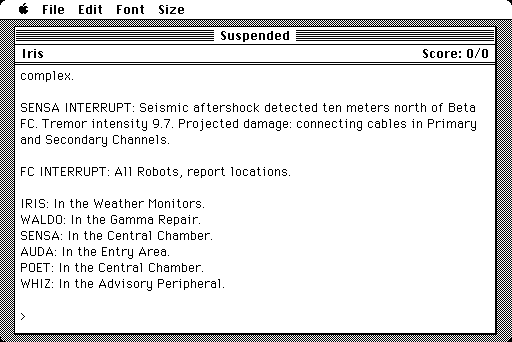 File Edit Font Size
Suspended
Iris Score: 0/0
complex.
SENSA INTERRUPT: Seismic aftershock detected ten meters north of Beta
FC. Tremor intensity 9.7. Projected damage: connecting cables in Primary
and Secondary Channels.
FC INTERRUPT: All Robots, report locations.
IRIS: In the Weather Monitors.
WALDO: In the Gamma Repair.
SENSA: In the Central Chamber.
AUDA: In the Entry Area.
POET: In the Central Chamber.
WHIZ: In the Advisory Peripheral.
>